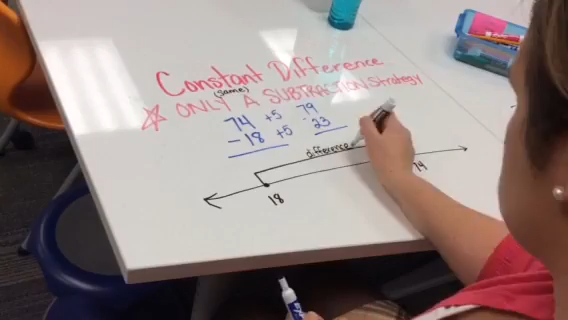 Constant Difference
(same)
☆ ONLY A SUBTRACTION Strategy
74 +5 79
- 18 +5 - 23
difference
18 74